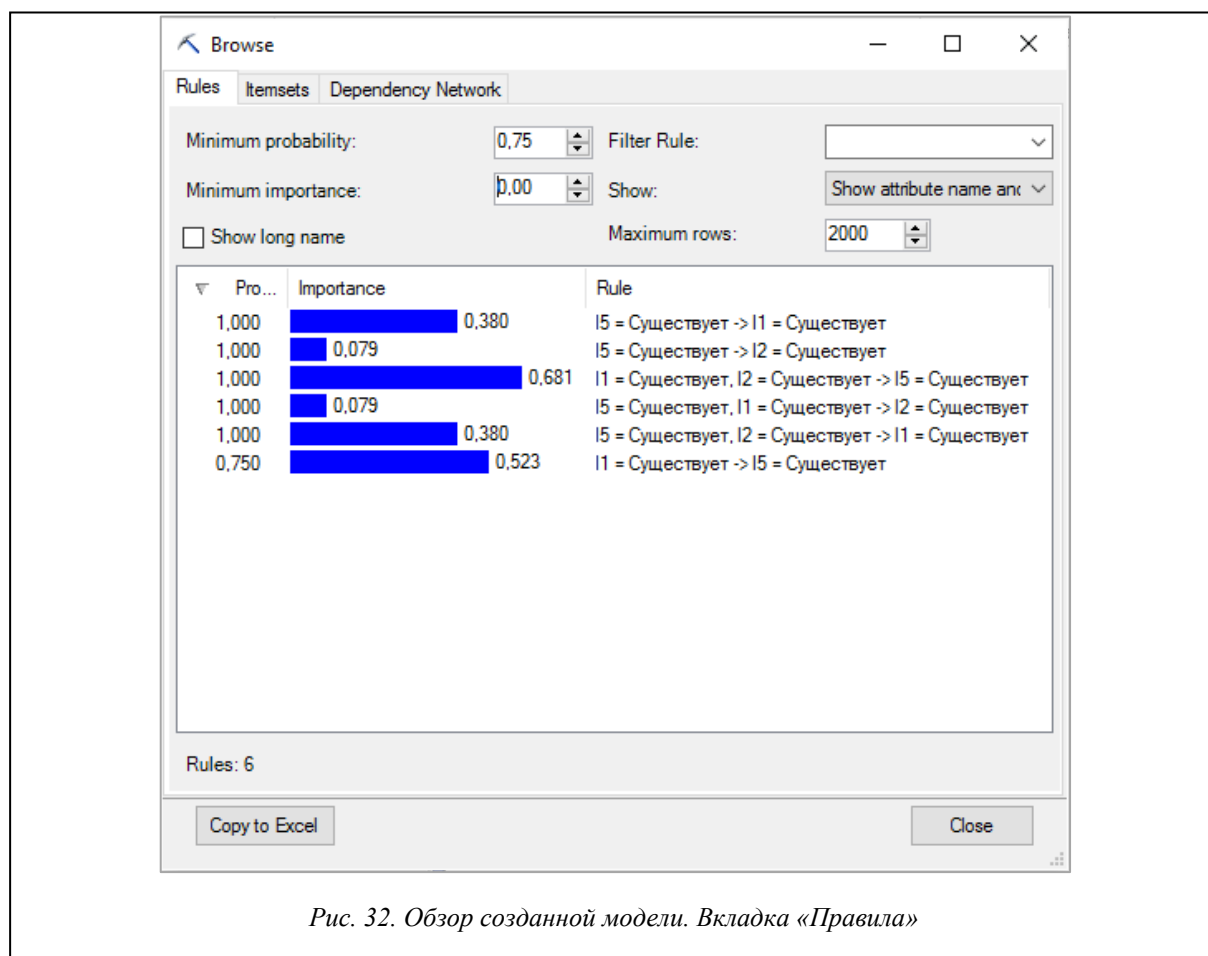 Browse
Rules Itemsets Dependency Network
Minimum probability: 0,75 Filter Rule:
Minimum importance: 0,00 Show: Show attribute name and
Show long name Maximum rows: 2000
Pro... Importance Rule
1,000 0,380 I5 = Существует -> I1 = Существует
1,000 0,079 I5 = Существует -> I2 = Существует
1,000 0,681 I1 = Существует, I2 = Существует -> I5 = Существует
1,000 0,079 I5 = Существует, I1 = Существует -> I2 = Существует
1,000 0,380 I5 = Существует, I2 = Существует -> I1 = Существует
0,750 0,523 I1 = Существует -> I5 = Существует
Rules: 6
Copy to Excel Close
Рис. 32. Обзор созданной модели. Вкладка «Правила»